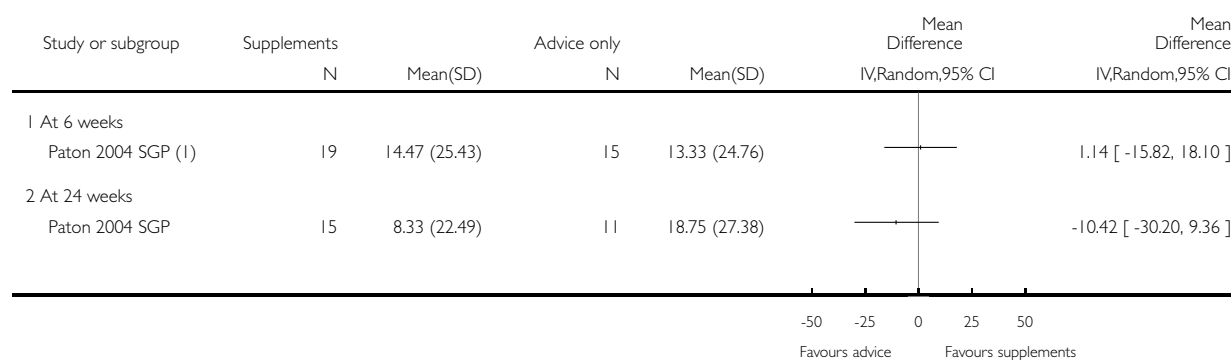 Study or subgroup Supplements Advice only Mean Difference Mean Difference
N Mean(SD) N Mean(SD) IV,Random,95% CI IV,Random,95% CI
1 At 6 weeks
Paton 2004 SGP (1) 19 14.47 (25.43) 15 13.33 (24.76) 1.14 [ -15.82, 18.10 ]
2 At 24 weeks
Paton 2004 SGP 15 8.33 (22.49) 11 18.75 (27.38) -10.42 [ -30.20, 9.36 ]
-50 -25 0 25 50
Favours advice Favours supplements